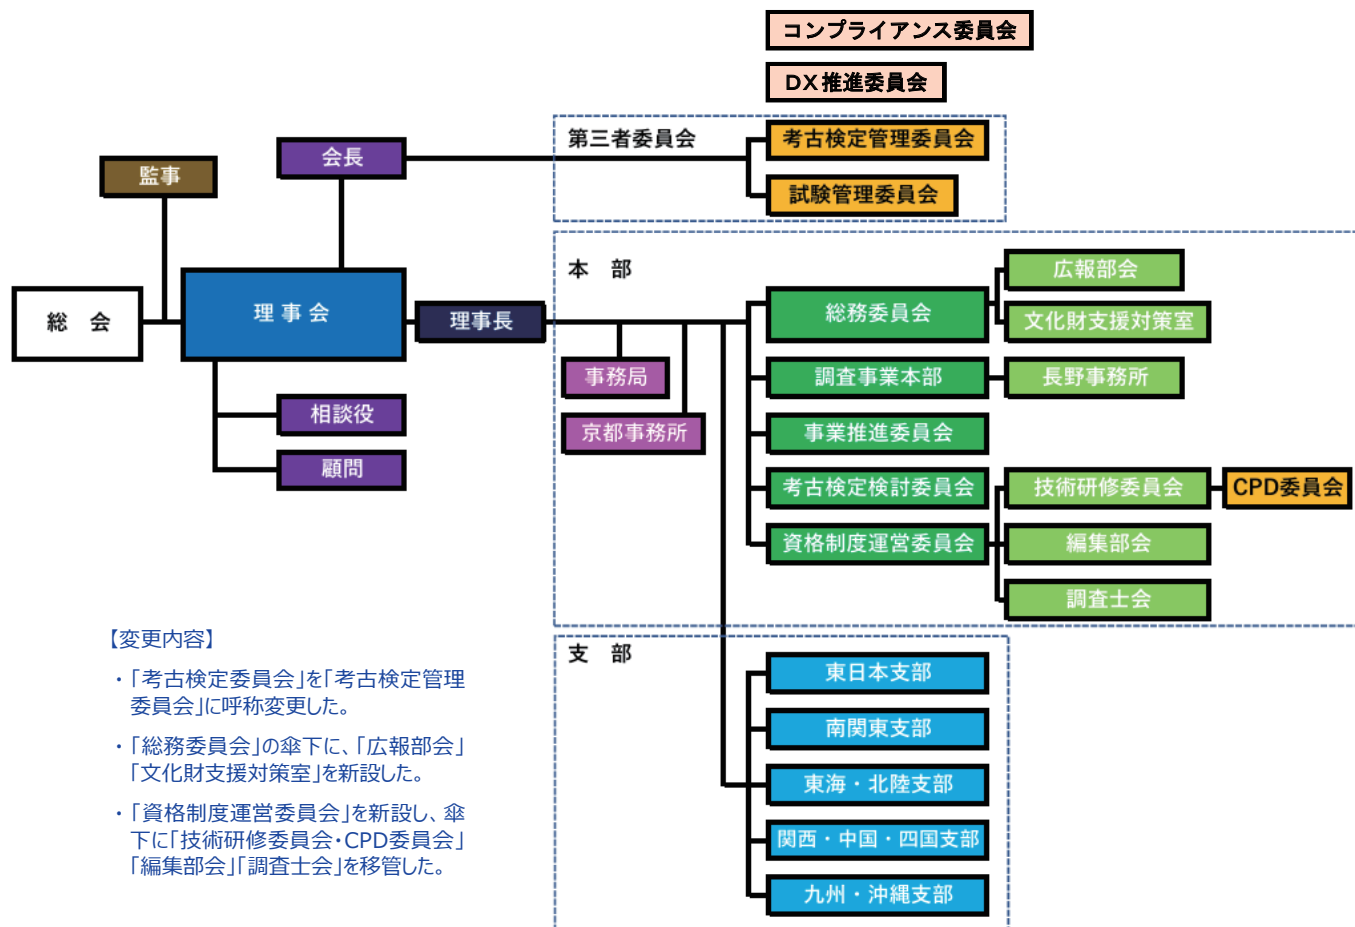 コンプライアンス委員会
DX推進委員会
第三者委員会
考古検定管理委員会
試験管理委員会
会長
監事
総　会
理事会
理事長
相談役
顧問
本　部
事務局
京都事務所
総務委員会
広報部会
文化財支援対策室
調査事業本部
長野事務所
事業推進委員会
考古検定検討委員会
資格制度運営委員会
技術研修委員会
CPD委員会
編集部会
調査士会
支　部
東日本支部
南関東支部
東海・北陸支部
関西・中国・四国支部
九州・沖縄支部
【変更内容】
・「考古検定委員会」を「考古検定管理
委員会」に呼称変更した。
・「総務委員会」の傘下に、「広報部会」
「文化財支援対策室」を新設した。
・「資格制度運営委員会」を新設し、傘
下に「技術研修委員会・CPD委員会」
「編集部会」「調査士会」を移管した。